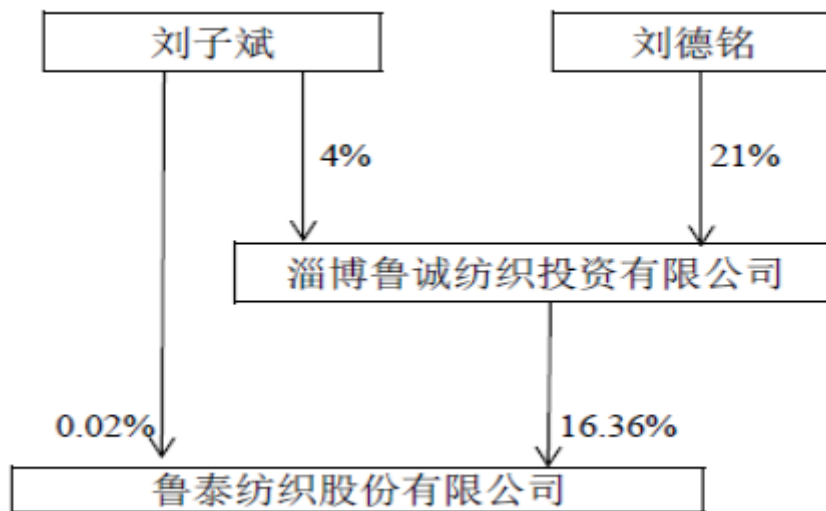 刘子斌
刘德铭
4%
21%
淄博鲁诚纺织投资有限公司
0.02%
16.36%
鲁泰纺织股份有限公司